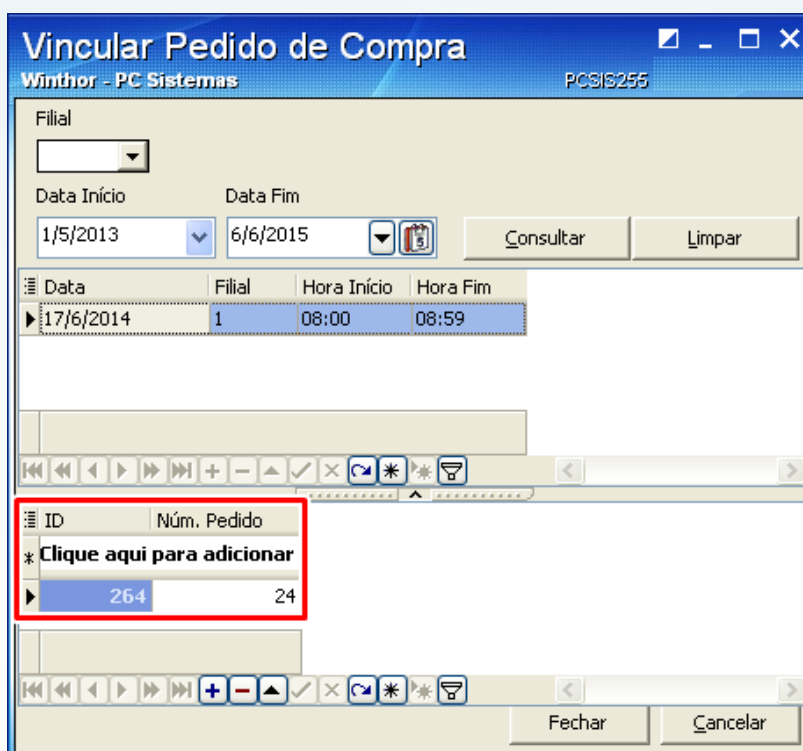 Vincular Pedido de Compra
Winthor - PC Sistemas PCSIS255
Filial
Data Início Data Fim
1/5/2013 6/6/2015 5 Consultar Limpar
Data Filial Hora Início Hora Fim
17/6/2014 1 08:00 08:59
ID Núm. Pedido
Clique aqui para adicionar
264 24
Fechar Cancelar